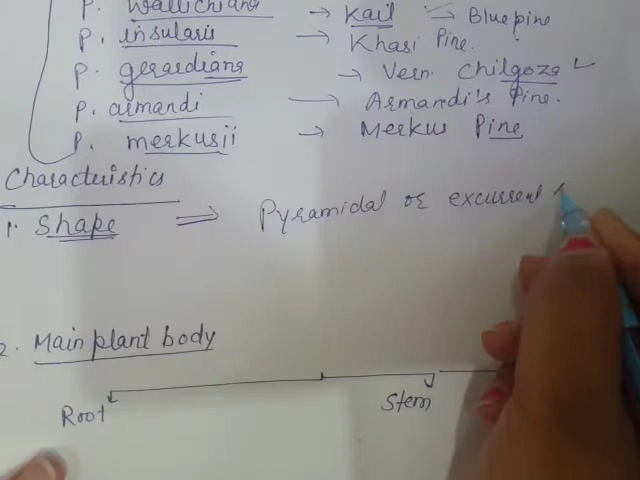 P. wallichiana → Kail → Blue pine
P. insularis → Khasi Pine.
P. gerardiana → Vern. Chilgoza
P. armandi → Armandi's Pine.
P. merkusii → Merkus Pine
Characteristics
1. Shape ⇒ Pyramidal or excurrent
2. Main plant body
Root Stem